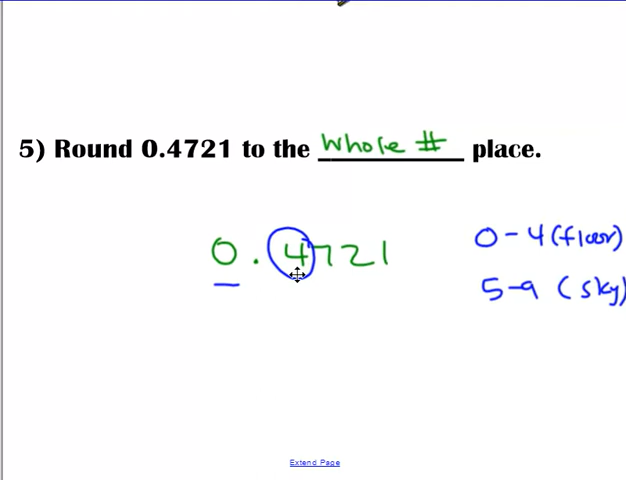 5) Round 0.4721 to the whole # place.
0.4721
0-4 (floor)
5-9 (sky)
Extend Page